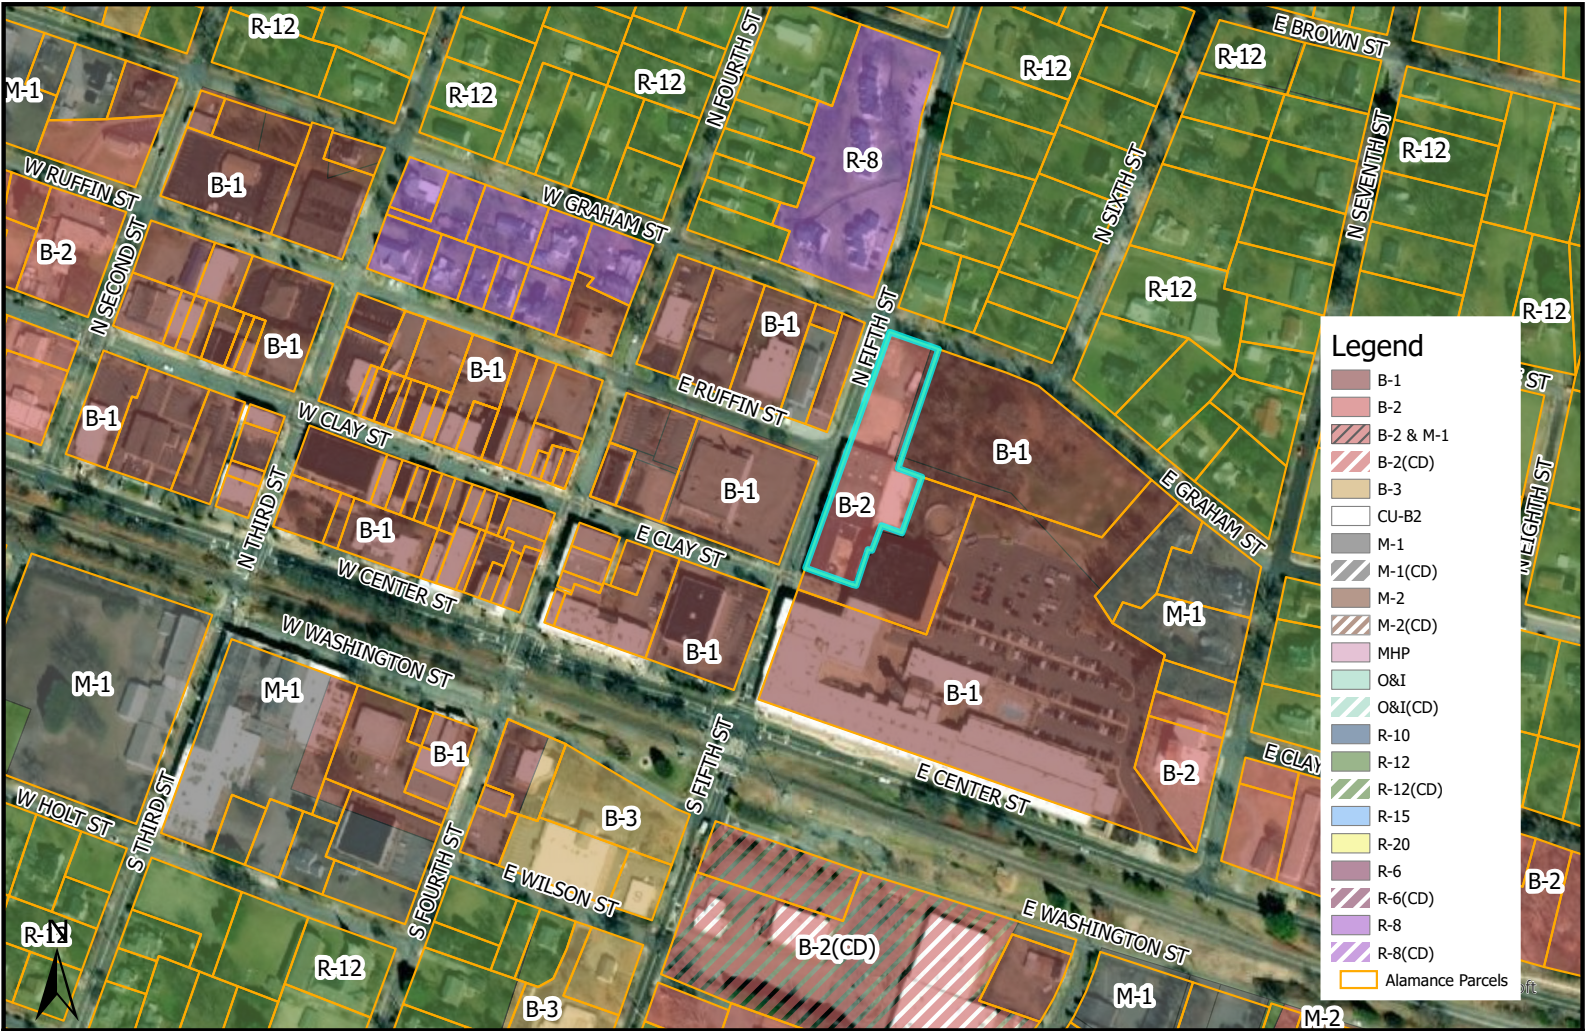 R-12
E BROWN ST
N FOURTH ST
R-12
R-12
R-12
R-12
M-1
R-12
R-8
N SEVENTH ST
W RUFFIN ST
B-1
W GRAHAM ST
N SIXTH ST
B-2
N SECOND ST
R-12
R-12
B-1
B-1
N FIFTH ST
B-1
E RUFFIN ST
ST
B-1
W CLAY ST
B-1
E GRAHAM ST
N EIGHTH ST
B-1
B-2
N THIRD ST
B-1
E CLAY ST
W CENTER ST
M-1
W WASHINGTON ST
B-1
M-1
M-1
B-1
B-1
S FIFTH ST
B-2
E CLAY
E CENTER ST
W HOLT ST
S THIRD ST
B-3
S FOURTH ST
E WILSON ST
B-2
R-12
N
R-12
B-2(CD)
E WASHINGTON ST
M-1
B-3
M-2
Legend
B-1
B-2
B-2 & M-1
B-2(CD)
B-3
CU-B2
M-1
M-1(CD)
M-2
M-2(CD)
MHP
O&I
O&I(CD)
R-10
R-12
R-12(CD)
R-15
R-20
R-6
R-6(CD)
R-8
R-8(CD)
Alamance Parcels